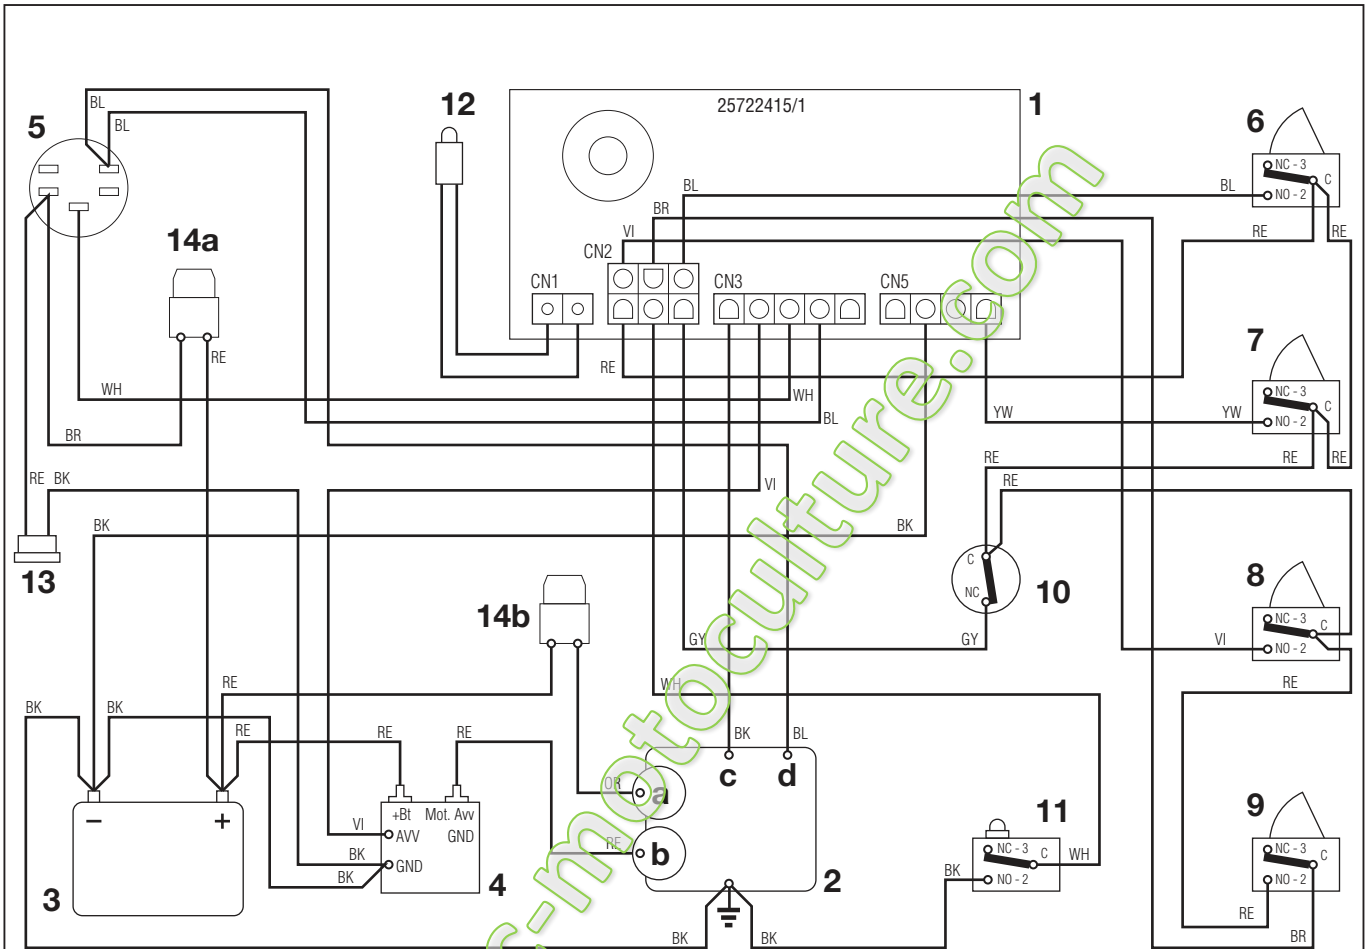 BL
BL
5
12
25722415/1
1
6
NC - 3
C
NO - 2
BL
BL
BR
VI
RE
RE
14a
CN2
CN1
CN3
CN5
RE
7
NC - 3
C
NO - 2
RE
WH
WH
BL
YW
YW
BR
RE
RE
RE
RE
BK
VI
RE
BK
BK
13
C
NC
10
8
NC - 3
C
NO - 2
14b
GY
GY
VI
RE
WH
RE
BK
BK
RE
RE
RE
BK
BL
c
d
OR
a
+Bt
Mot. Avv
11
9
–
+
VI
AVV
GND
RE
b
NC - 3
C
WH
NC - 3
C
BK
GND
BK
4
2
BK
NO - 2
NO - 2
3
RE
BK
BK
BR
-motoculture.com